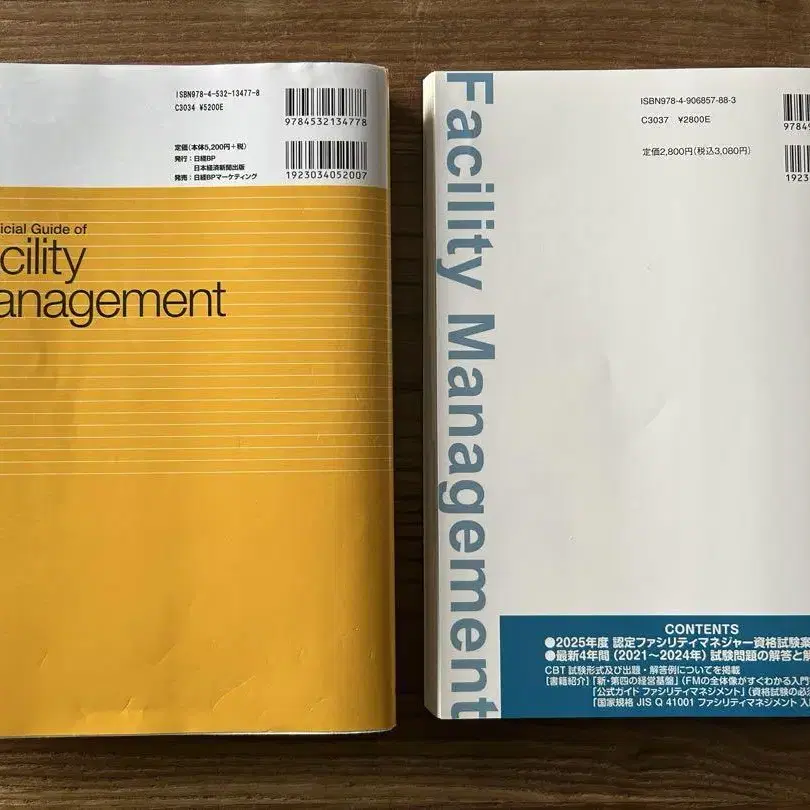 ISBN978-4-532-13477-8
C3034 ¥5200E
9784532134778
定価(本体5,200円+税)
発行:日経BP
日本経済新聞出版
発売:日経BPマーケティング
1923034052007
icial Guide of
cility
anagement
Facility Management
ISBN978-4-906857-88-3
C3037 ¥2800E
97849
定価2,800円(税込3,080円)
1923
CONTENTS
●2025年度 認定ファシリティマネジャー資格試験案
●最新4年間(2021〜2024年)試験問題の解答と解
CBT試験形式及び出題・解答例についてを掲載
[書籍紹介]「新・第四の経営基盤」(FMの全体像がすぐわかる入門
「公式ガイド ファシリティマネジメント」(資格試験の必須
「国家規格 JIS Q 41001 ファシリティマネジメント 入